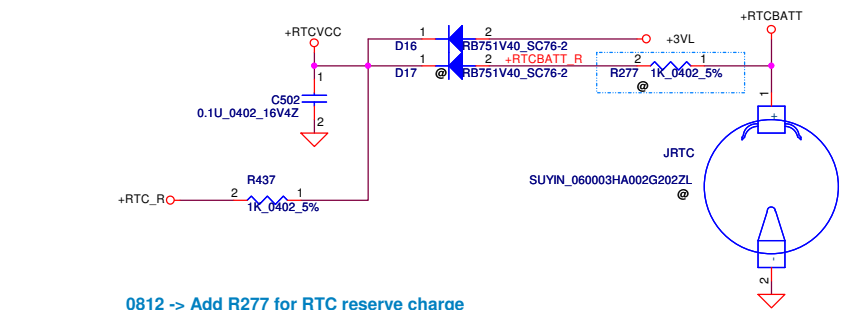 +RTCVCC
+RTCBATT
1
D16
2
RB751V40_SC76-2
+3VL
1
D17
@
2
RB751V40_SC76-2
+RTCBATT_R
2
R277
1
1K_0402_5%
@
1
C502
0.1U_0402_16V4Z
2
1
+
JRTC
SUYIN_060003HA002G202ZL
@
R437
+RTC_R
2
1
1K_0402_5%
-
2
0812 -> Add R277 for RTC reserve charge